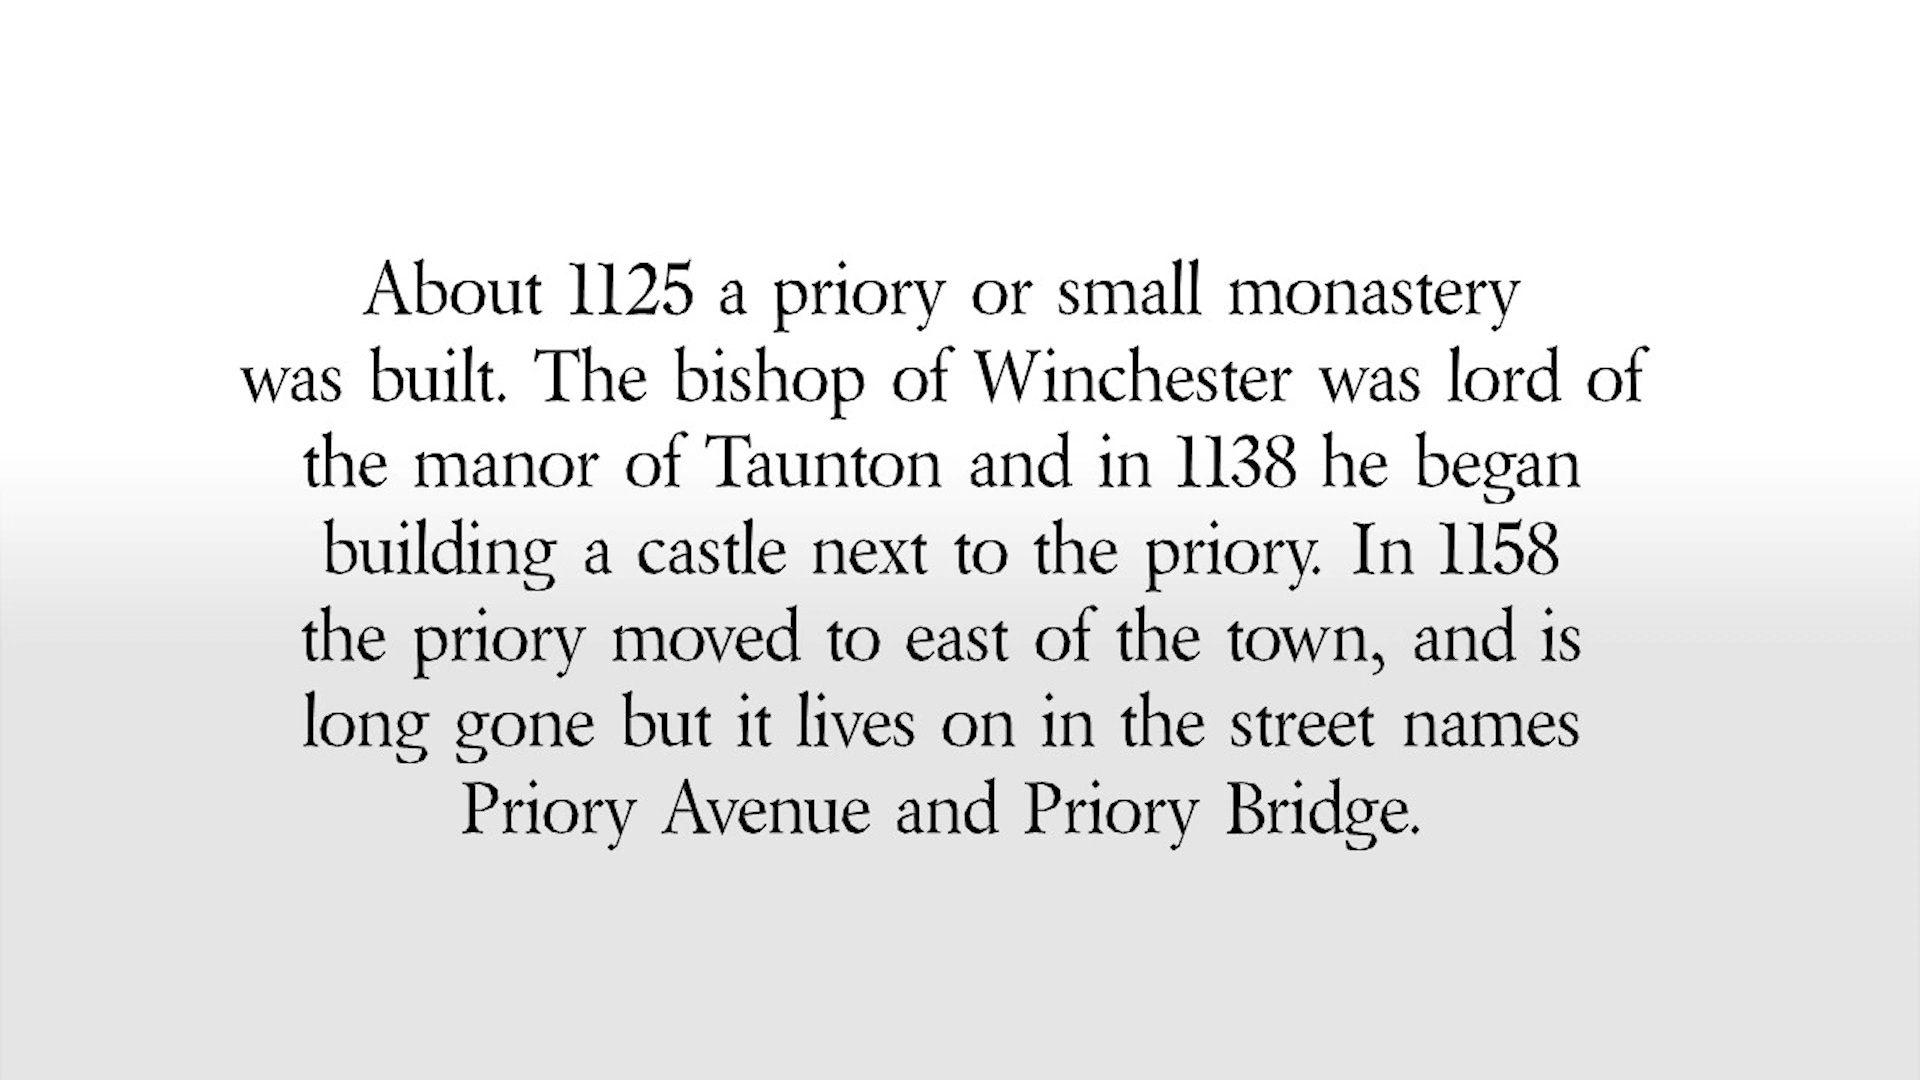 About 1125 a priory or small monastery
was built. The bishop of Winchester was lord of
the manor of Taunton and in 1138 he began
building a castle next to the priory. In 1158
the priory moved to east of the town, and is
long gone but it lives on in the street names
Priory Avenue and Priory Bridge.